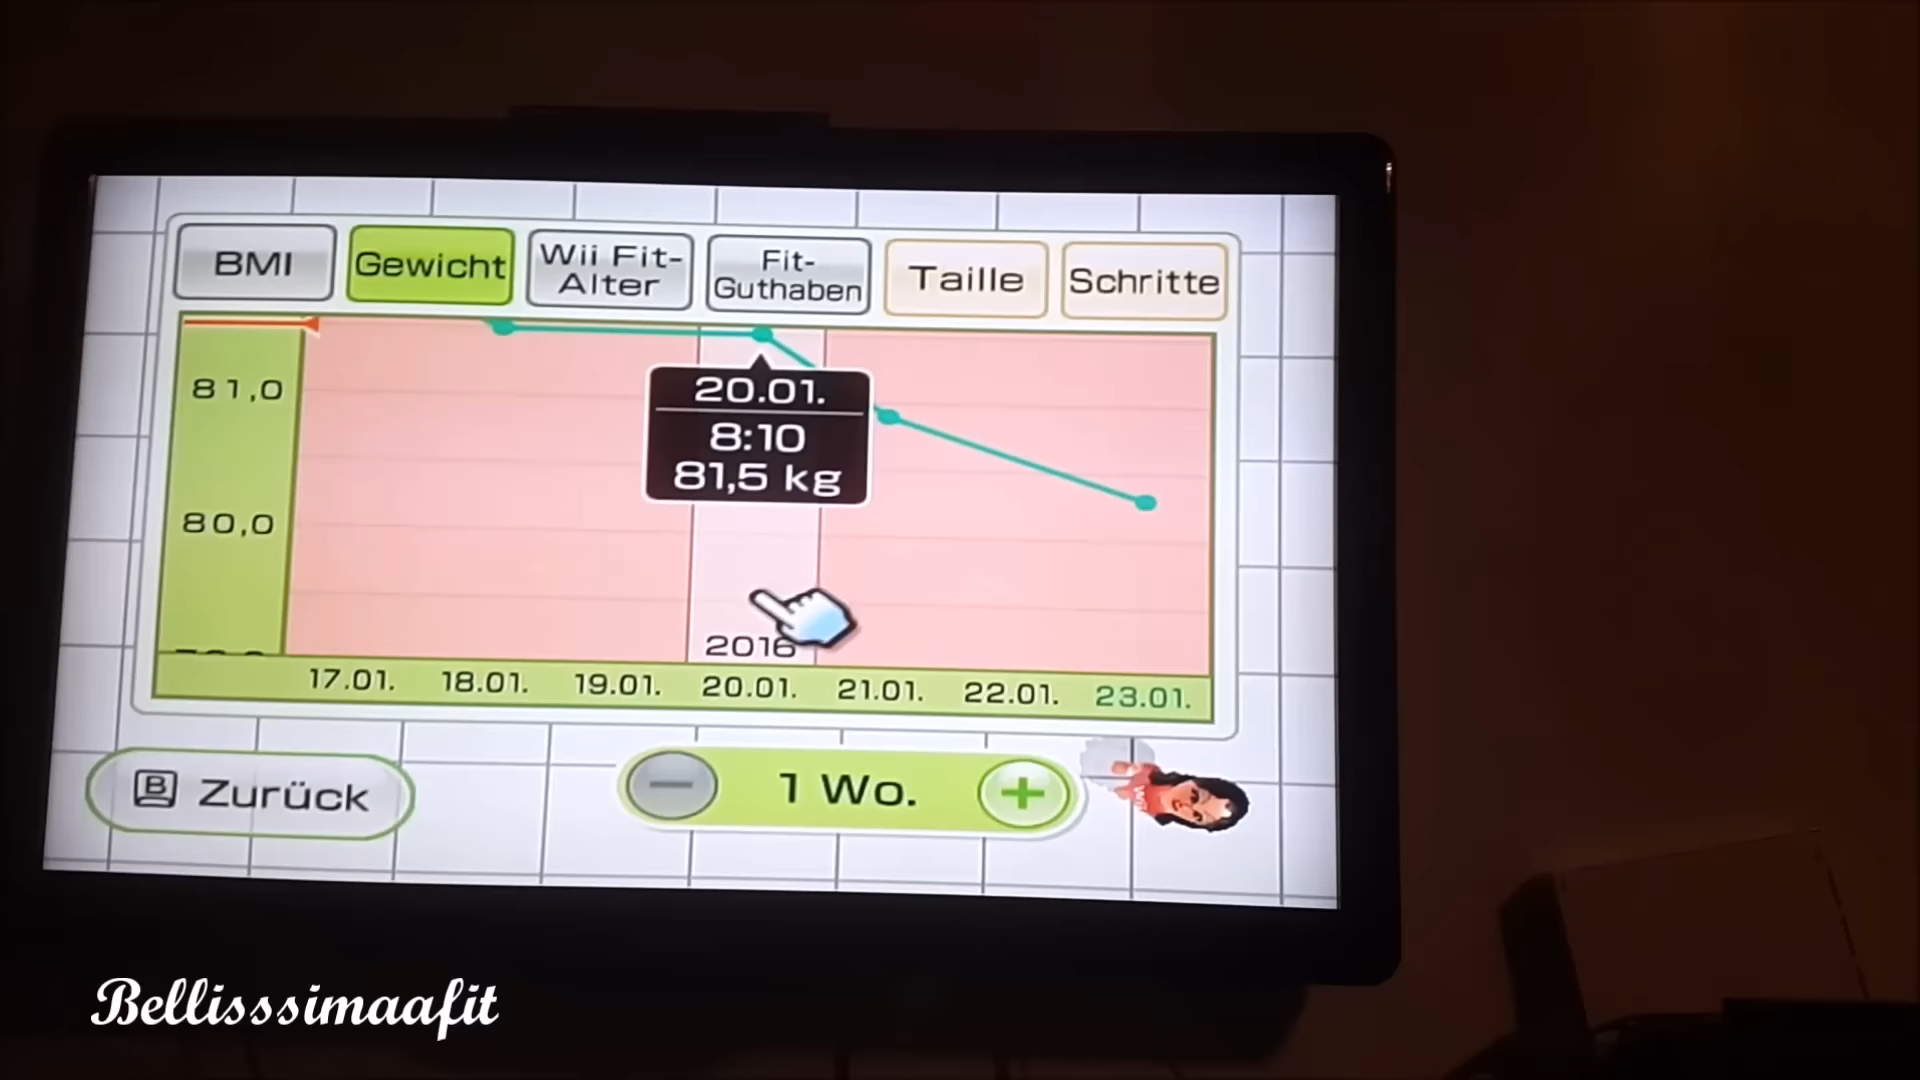 BMI
Gewicht
Wii Fit-
Alter
Fit-
Guthaben
Taille
Schritte
20.01.
8:10
81,5 kg
81,0
80,0
2016
17.01. 18.01. 19.01. 20.01. 21.01. 22.01. 23.01.
B Zurück
− 1 Wo. +
Bellisssimaafit